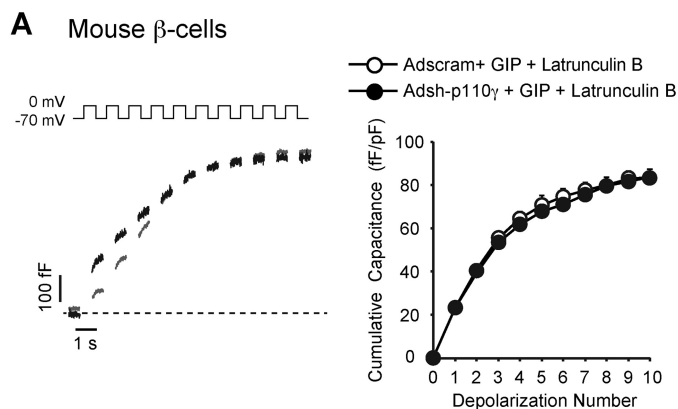 A Mouse β-cells
0 mV
-70 mV
100 fF
1 s
Adscram+ GIP + Latrunculin B
Adsh-p110γ + GIP + Latrunculin B
Cumulative Capacitance (fF/pF)
100
80
60
40
20
0
0 1 2 3 4 5 6 7 8 9 10
Depolarization Number